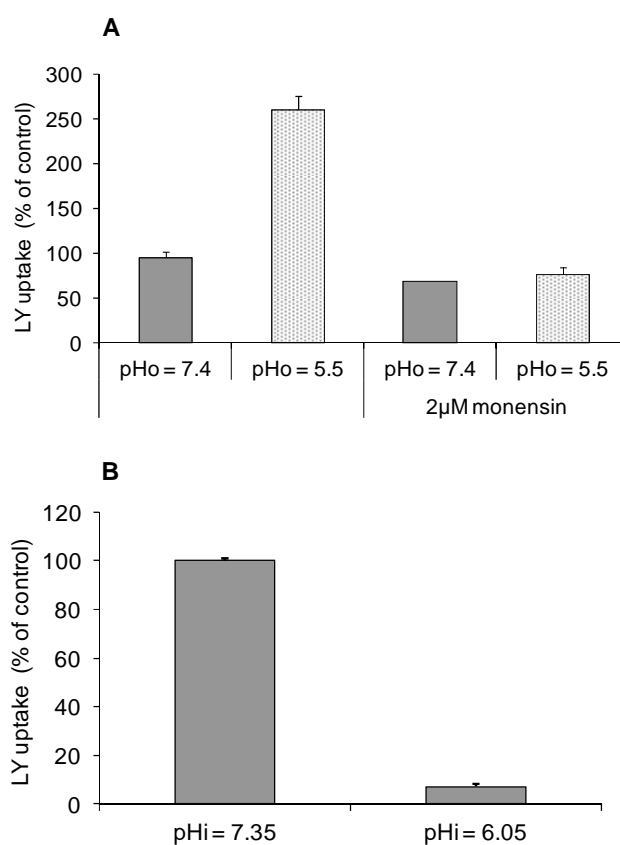 A
LY uptake (% of control)
300
250
200
150
100
50
0
pHo = 7.4 pHo = 5.5 pHo = 7.4 pHo = 5.5
2µM monensin
B
LY uptake (% of control)
120
100
80
60
40
20
0
pHi = 7.35 pHi = 6.05